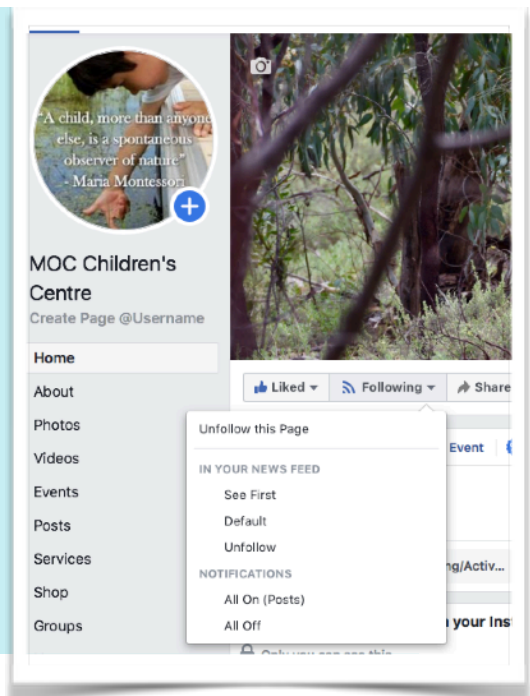 "A child, more than anyone
else, is a spontaneous
observer of nature"
- Maria Montessori
MOC Children's
Centre
Create Page @Username
Home
About
Photos
Videos
Events
Posts
Services
Shop
Groups
Liked
Following
Share
Unfollow this Page
IN YOUR NEWS FEED
See First
Default
Unfollow
NOTIFICATIONS
All On (Posts)
All Off
Event
ng/Activ...
your Ins
Only you can see this